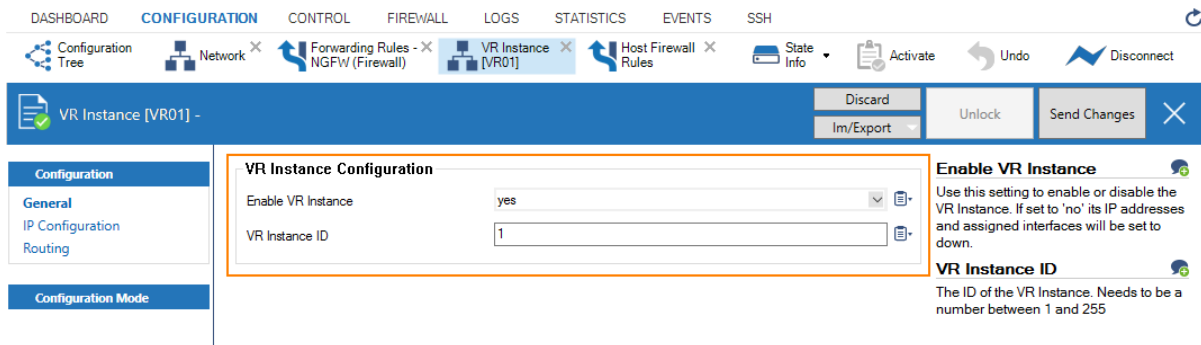 DASHBOARD CONFIGURATION CONTROL FIREWALL LOGS STATISTICS EVENTS SSH
Configuration Tree
Network
Forwarding Rules - NGFW (Firewall)
VR Instance [VR01]
Host Firewall Rules
State Info
Activate
Undo
Disconnect
VR Instance [VR01] -
Discard
Im/Export
Unlock
Send Changes
Configuration
General
IP Configuration
Routing
Configuration Mode
VR Instance Configuration
Enable VR Instance yes
VR Instance ID 1
Enable VR Instance
Use this setting to enable or disable the
VR Instance. If set to 'no' its IP addresses
and assigned interfaces will be set to
down.
VR Instance ID
The ID of the VR Instance. Needs to be a
number between 1 and 255